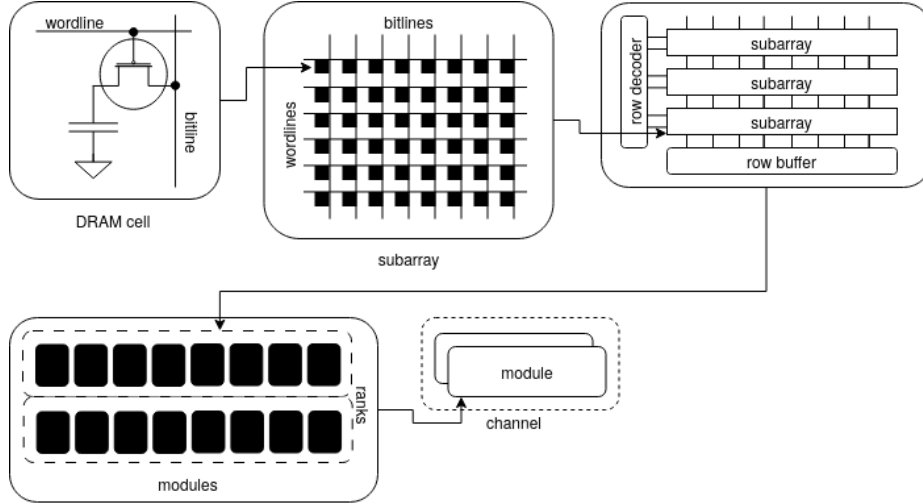 wordline
bitline
DRAM cell
bitlines
wordlines
subarray
row decoder
subarray
subarray
subarray
row buffer
ranks
modules
module
channel